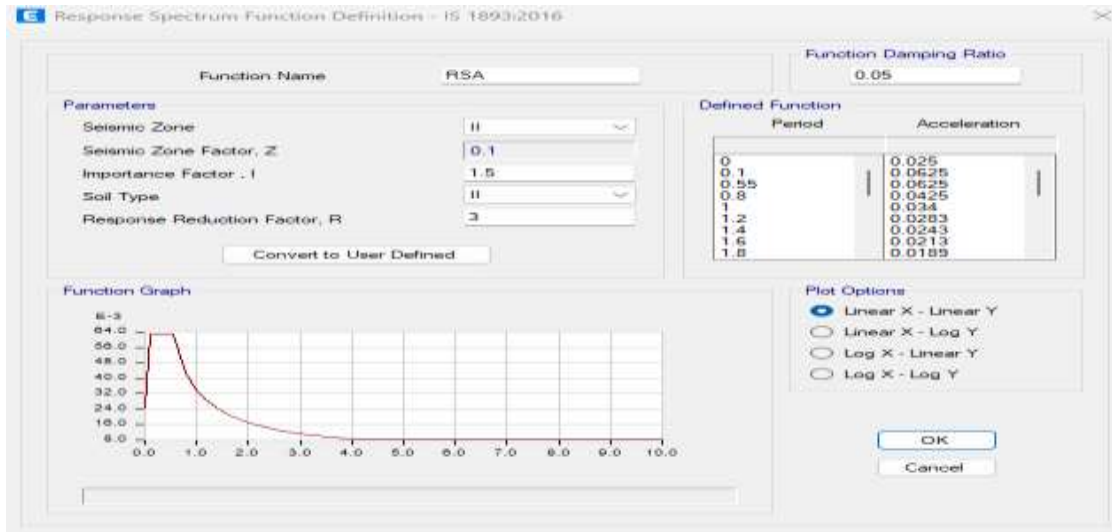 E Response Spectrum Function Definition - IS 1893:2016
Function Name RSA
Function Damping Ratio
0.05
Parameters
Seismic Zone II
Seismic Zone Factor, Z 0.1
Importance Factor , I 1.5
Soil Type II
Response Reduction Factor, R 3
Convert to User Defined
Defined Function
Period Acceleration
0 0.025
0.1 0.0625
0.55 0.0625
0.8 0.0425
1 0.034
1.2 0.0283
1.4 0.0243
1.6 0.0213
1.8 0.0189
Function Graph
E-3
64.0
56.0
48.0
40.0
32.0
24.0
16.0
8.0
0.0 1.0 2.0 3.0 4.0 5.0 6.0 7.0 8.0 9.0 10.0
Plot Options
Linear X - Linear Y
Linear X - Log Y
Log X - Linear Y
Log X - Log Y
OK
Cancel